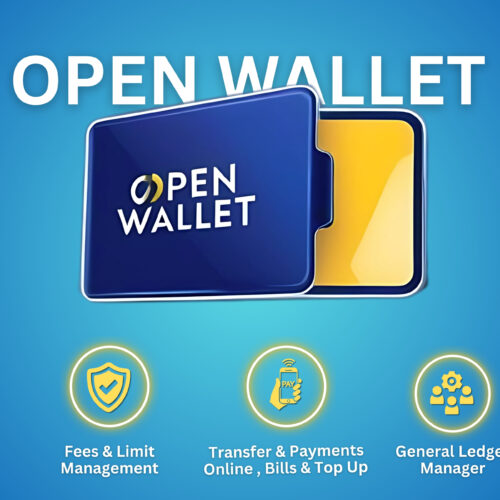 OPEN WALLET
OPEN
WALLET
PAY
Fees & Limit
Management
Transfer & Payments
Online , Bills & Top Up
General Ledge
Manager